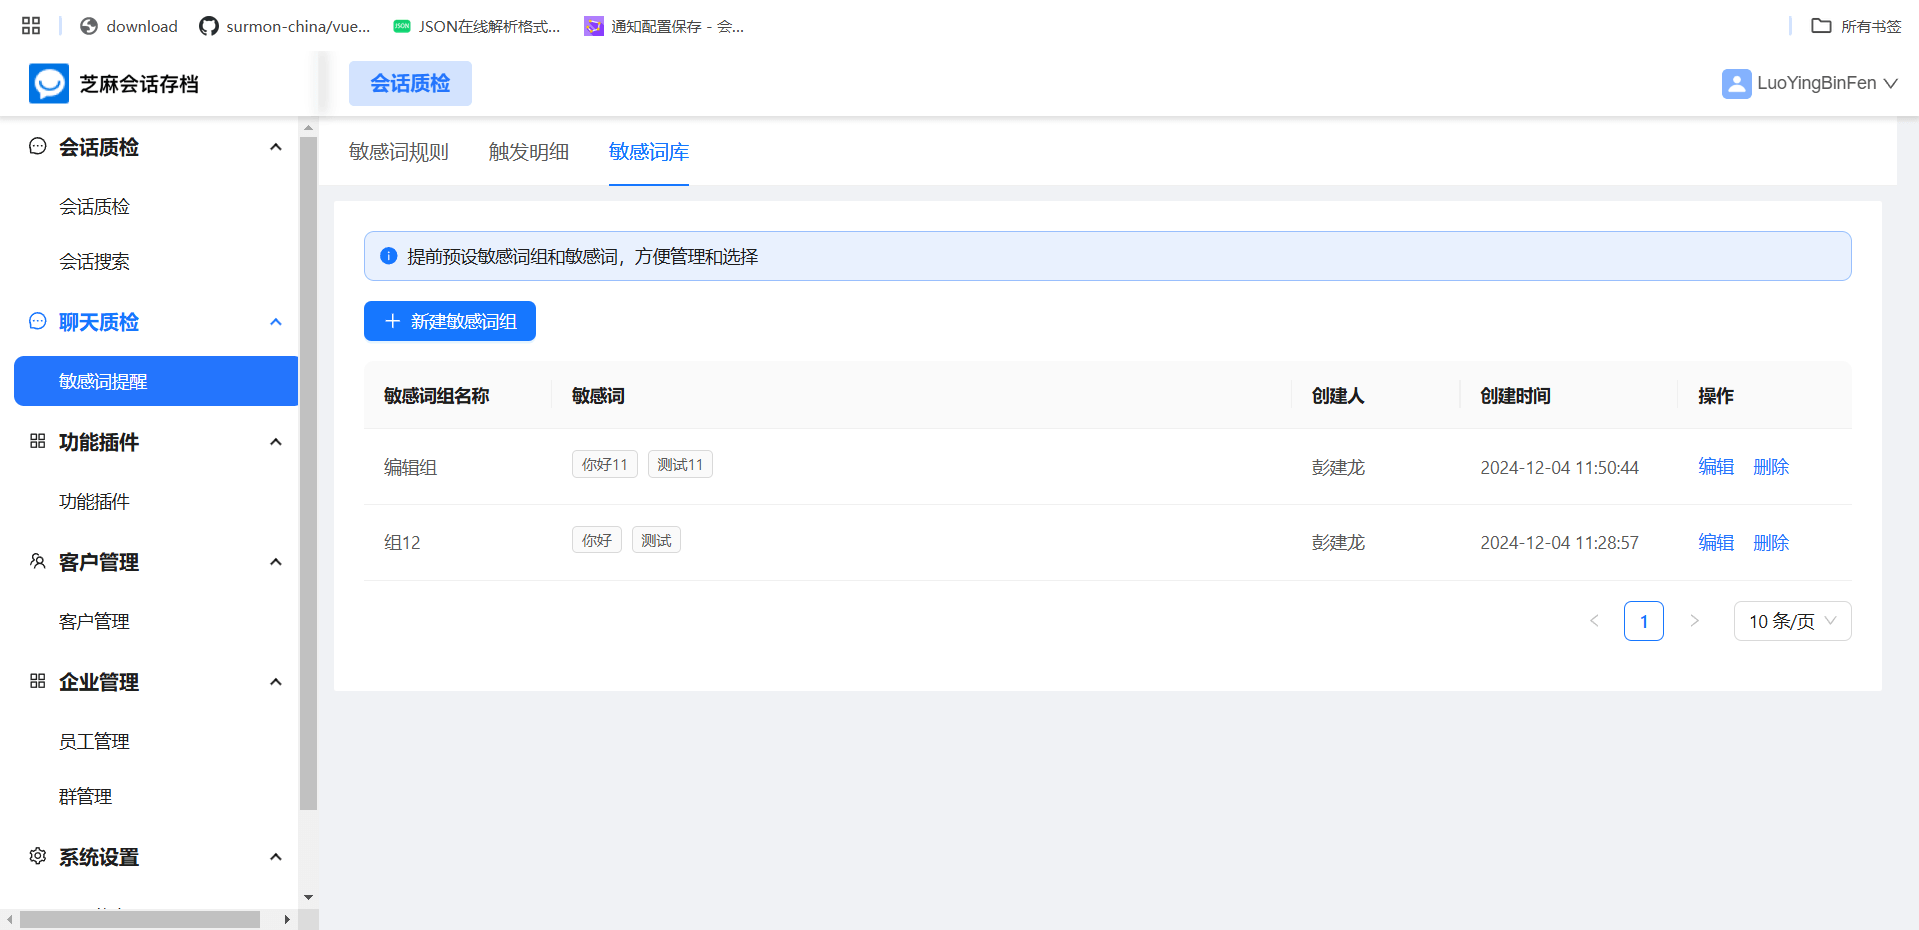 download
surmon-china/vue...
JSON在线解析格式...
通知配置保存 - 会...
所有书签
芝麻会话存档
会话质检
LuoYingBinFen
会话质检
会话质检
会话搜索
聊天质检
敏感词提醒
功能插件
功能插件
客户管理
客户管理
企业管理
员工管理
群管理
系统设置
敏感词规则 触发明细 敏感词库
提前预设敏感词组和敏感词，方便管理和选择
新建敏感词组
敏感词组名称 敏感词 创建人 创建时间 操作
编辑组 你好11 测试11 彭建龙 2024-12-04 11:50:44 编辑 删除
组12 你好 测试 彭建龙 2024-12-04 11:28:57 编辑 删除
1 10 条/页